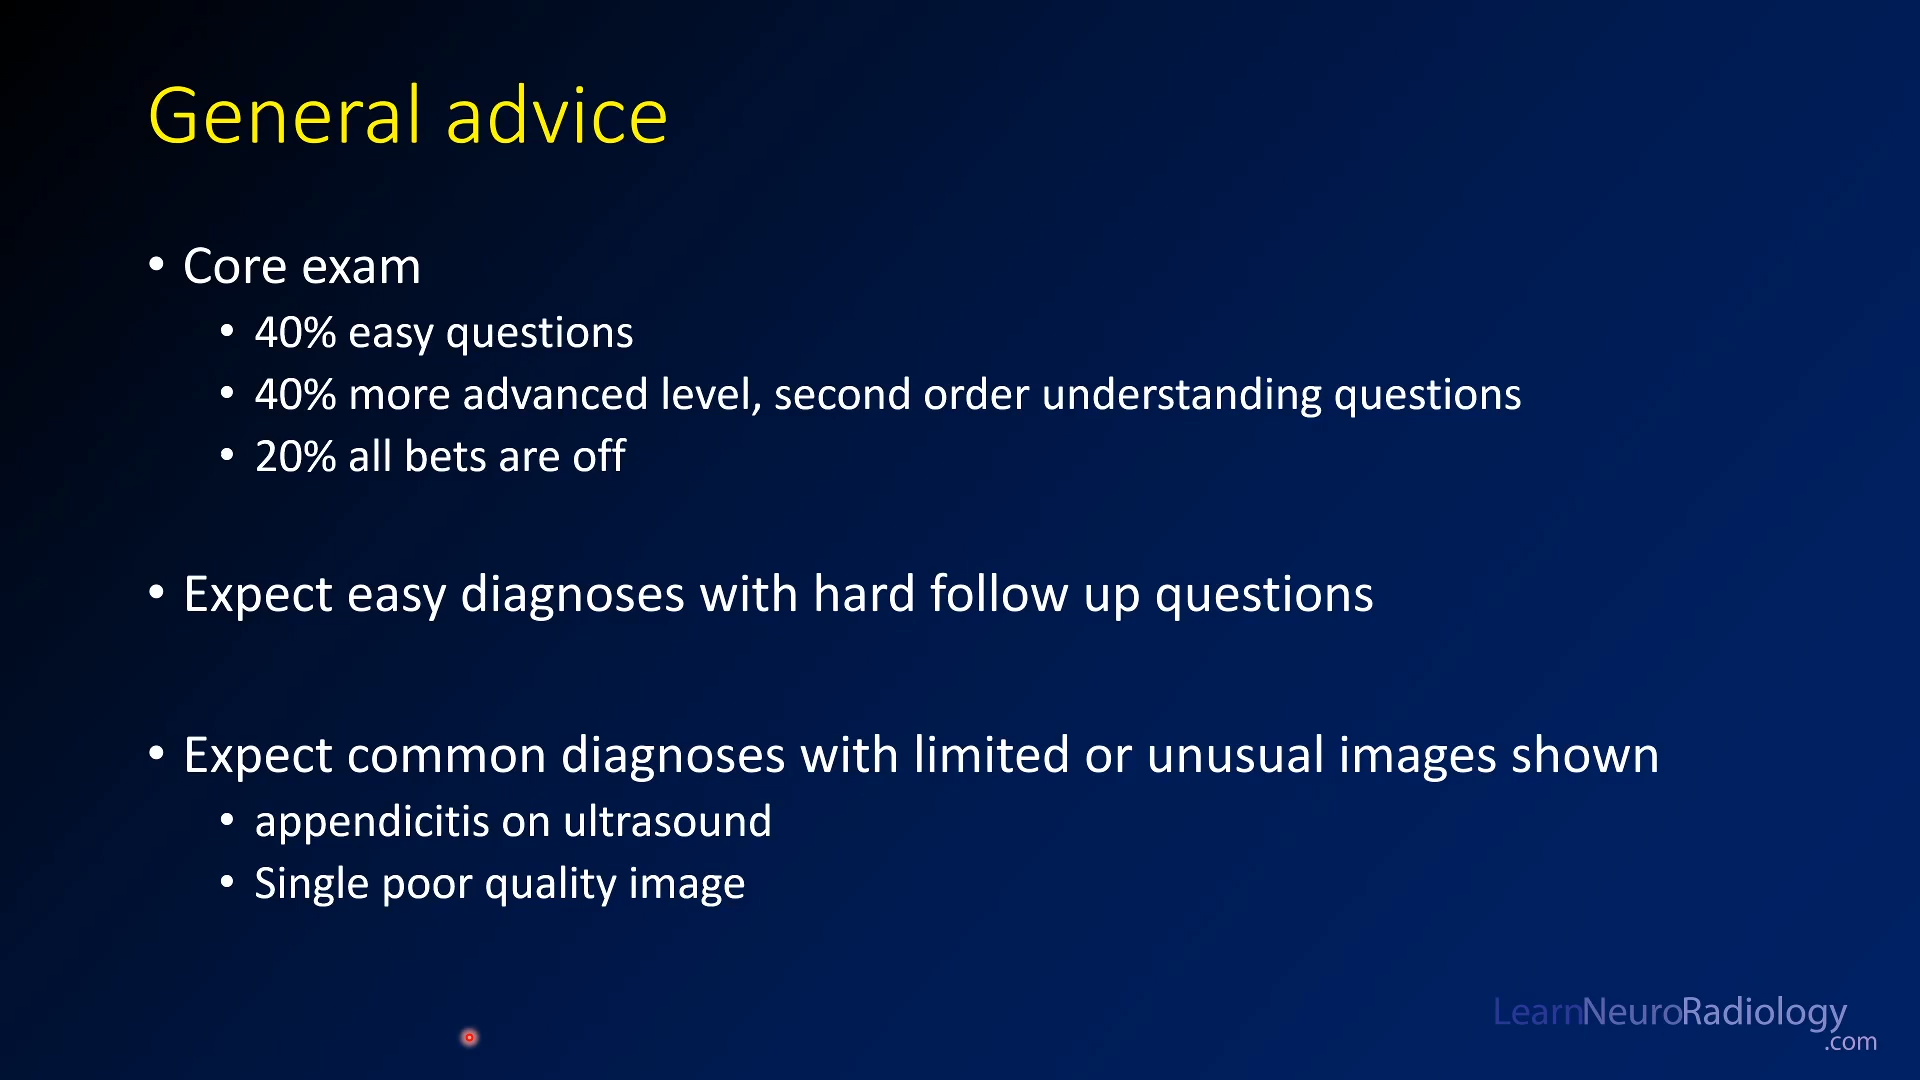 General advice
• Core exam
• 40% easy questions
• 40% more advanced level, second order understanding questions
• 20% all bets are off
• Expect easy diagnoses with hard follow up questions
• Expect common diagnoses with limited or unusual images shown
• appendicitis on ultrasound
• Single poor quality image
LearnNeuroRadiology
.com